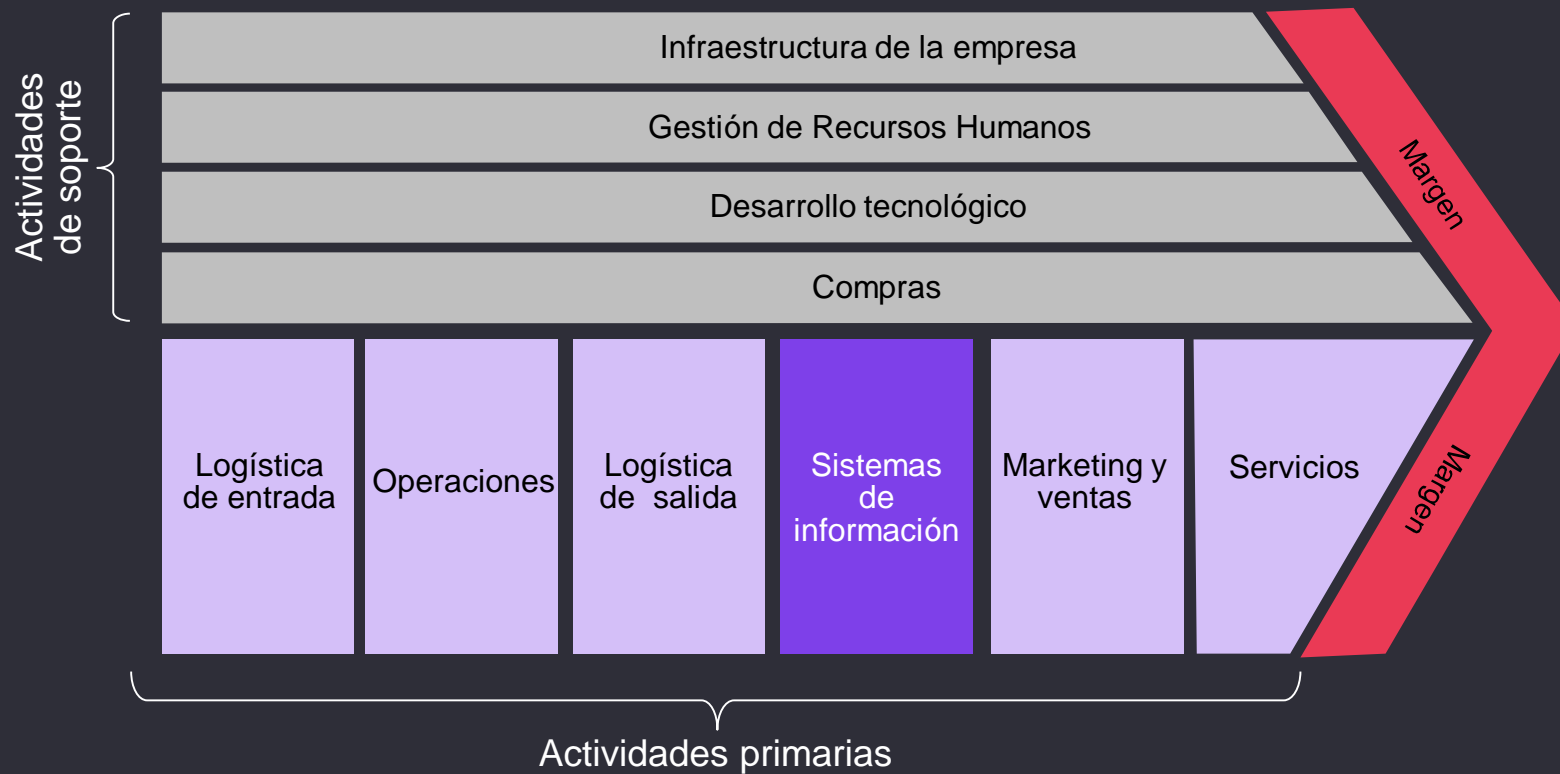 Actividades
de soporte
Infraestructura de la empresa
Gestión de Recursos Humanos
Desarrollo tecnológico
Compras
Margen
Logística
de entrada
Operaciones
Logística
de salida
Sistemas
de
información
Marketing y
ventas
Servicios
Margen
Actividades primarias